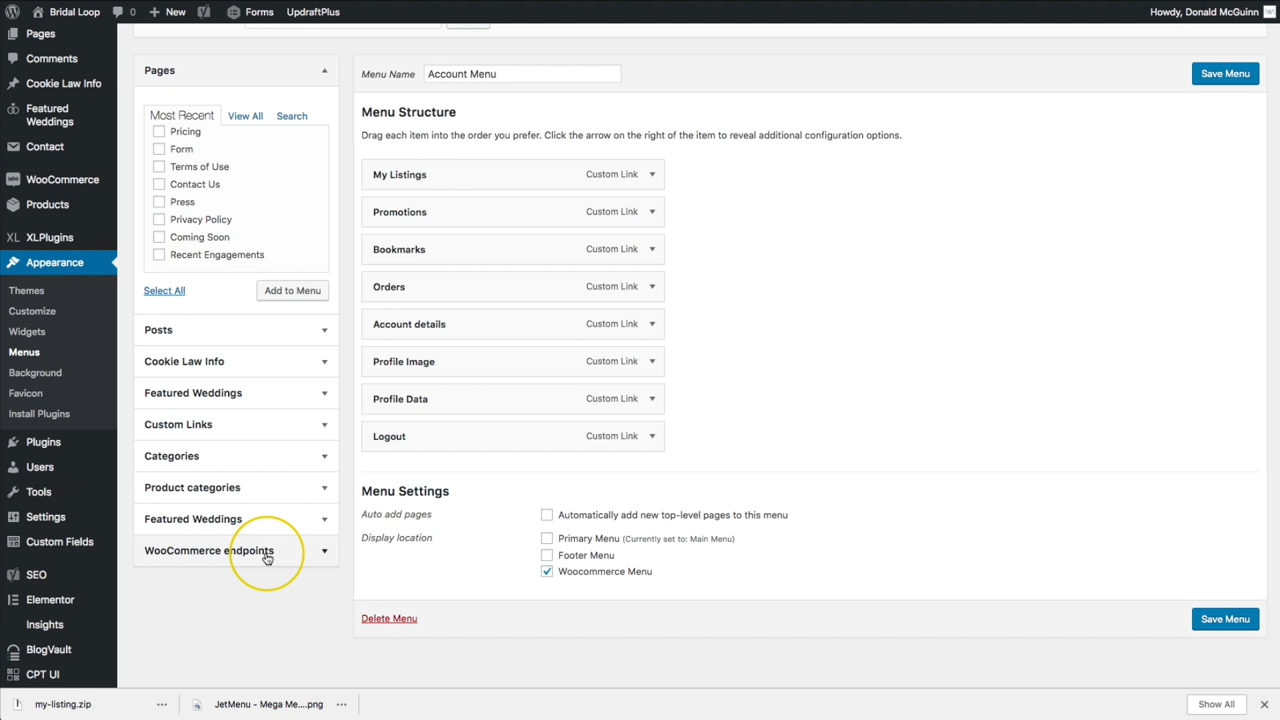 Bridal Loop
0
New
Forms
UpdraftPlus
Howdy, Donald McGuinn
Pages
Comments
Cookie Law Info
Featured
Weddings
Contact
WooCommerce
Products
XL XLPlugins
Appearance
Themes
Customize
Widgets
Menus
Background
Favicon
Install Plugins
Plugins
Users
Tools
Settings
Custom Fields
SEO
Elementor
Insights
BlogVault
CPT UI
Pages
Most Recent View All Search
Pricing
Form
Terms of Use
Contact Us
Press
Privacy Policy
Coming Soon
Recent Engagements
Select All
Add to Menu
Posts
Cookie Law Info
Featured Weddings
Custom Links
Categories
Product categories
Featured Weddings
WooCommerce endpoints
Menu Name Account Menu
Save Menu
Menu Structure
Drag each item into the order you prefer. Click the arrow on the right of the item to reveal additional configuration options.
My Listings Custom Link
Promotions Custom Link
Bookmarks Custom Link
Orders Custom Link
Account details Custom Link
Profile Image Custom Link
Profile Data Custom Link
Logout Custom Link
Menu Settings
Auto add pages Automatically add new top-level pages to this menu
Display location Primary Menu (Currently set to: Main Menu)
Footer Menu
Woocommerce Menu
Delete Menu
Save Menu
my-listing.zip
JetMenu - Mega Me....png
Show All